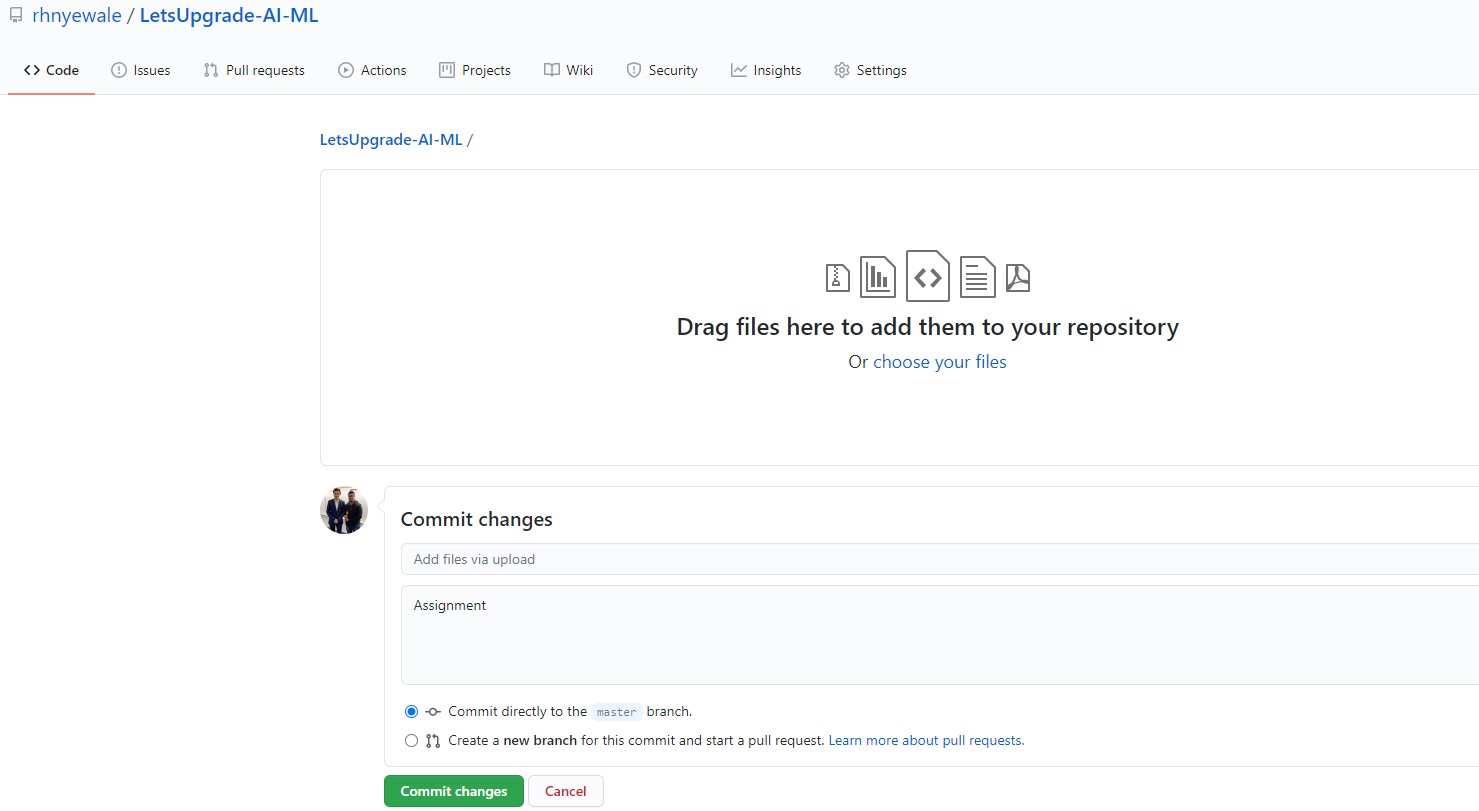 rhnyewale / LetsUpgrade-AI-ML
Code Issues Pull requests Actions Projects Wiki Security Insights Settings
LetsUpgrade-AI-ML /
Drag files here to add them to your repository
Or choose your files
Commit changes
Add files via upload
Assignment
Commit directly to the master branch.
Create a new branch for this commit and start a pull request. Learn more about pull requests.
Commit changes Cancel